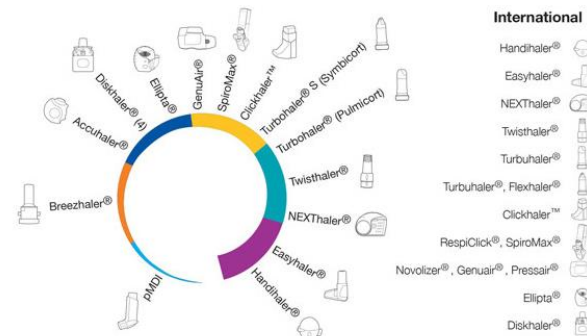 International
Handihaler®
Easyhaler®
NEXThaler®
Twisthaler®
Turbuhaler®
Turbuhaler®, Flexhaler®
Clickhaler™
RespiClick®, SpiroMax®
Novolizer®, Genuair®, Pressair®
Ellipta®
Diskhaler®
pMDI
Breezhaler®
Accuhaler®
Diskhaler® (4)
Ellipta®
GenuAir®
SpiroMax®
Clickhaler™
Turbohaler® S (Symbicort)
Turbohaler® (Pulmicort)
Twisthaler®
NEXThaler®
Easyhaler®
Handihaler®